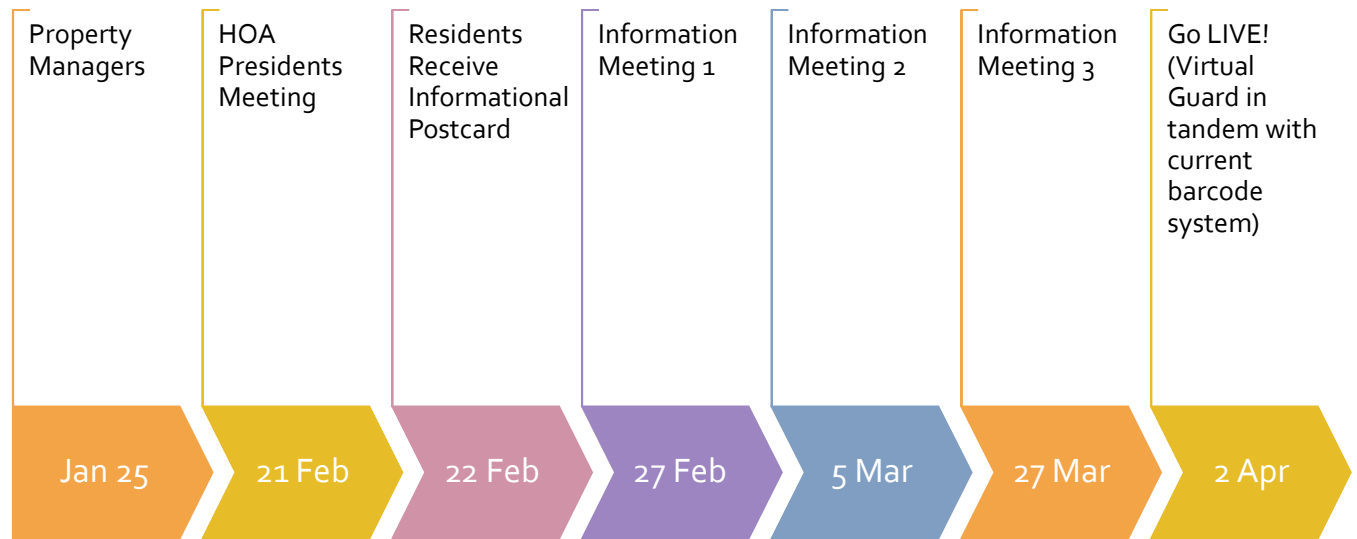 Property
Managers
HOA
Presidents
Meeting
Residents
Receive
Informational
Postcard
Information
Meeting 1
Information
Meeting 2
Information
Meeting 3
Go LIVE!
(Virtual
Guard in
tandem with
current
barcode
system)
Jan 25
21 Feb
22 Feb
27 Feb
5 Mar
27 Mar
2 Apr